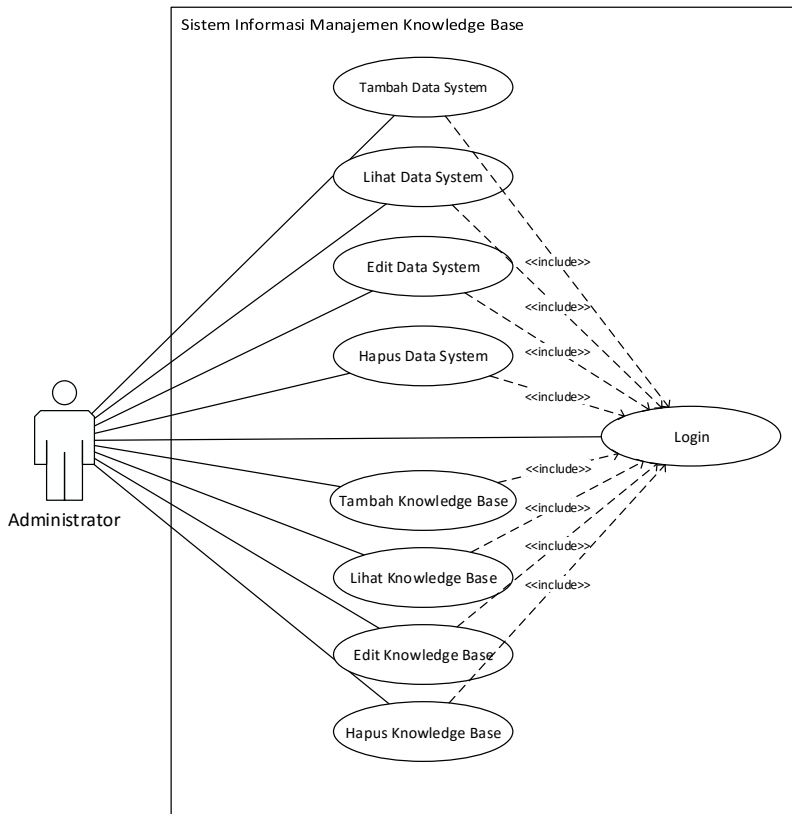 Sistem Informasi Manajemen Knowledge Base
Tambah Data System
Lihat Data System
Edit Data System
<<include>>
<<include>>
<<include>>
Hapus Data System
<<include>>
Login
Administrator
Tambah Knowledge Base
<<include>>
<<include>>
Lihat Knowledge Base
<<include>>
<<include>>
Edit Knowledge Base
Hapus Knowledge Base